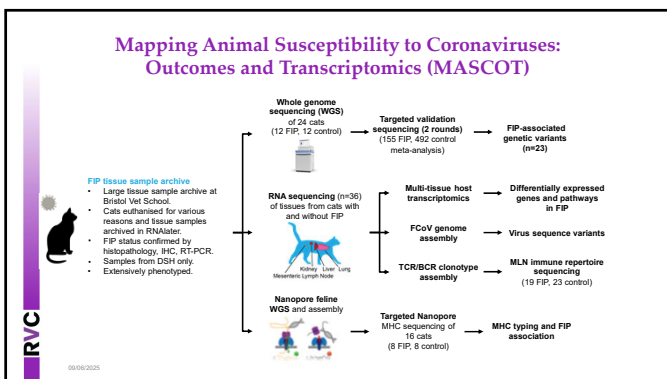 Mapping Animal Susceptibility to Coronaviruses:
Outcomes and Transcriptomics (MASCOT)
FIP tissue sample archive
• Large tissue sample archive at
Bristol Vet School.
• Cats euthanised for various
reasons and tissue samples
archived in RNAlater.
• FIP status confirmed by
histopathology, IHC, RT-PCR.
• Samples from DSH only.
• Extensively phenotyped.
Whole genome
sequencing (WGS)
of 24 cats
(12 FIP, 12 control)
Targeted validation
sequencing (2 rounds)
(155 FIP, 492 control
meta-analysis)
FIP-associated
genetic variants
(n=23)
RNA sequencing (n=36)
of tissues from cats with
and without FIP
Kidney Liver Lung
Mesenteric Lymph Node
Multi-tissue host
transcriptomics
Differentially expressed
genes and pathways
in FIP
FCoV genome
assembly
Virus sequence variants
TCR/BCR clonotype
assembly
MLN immune repertoire
sequencing
(19 FIP, 23 control)
Nanopore feline
WGS and assembly
Targeted Nanopore
MHC sequencing of
16 cats
(8 FIP, 8 control)
MHC typing and FIP
association
RVC
09/06/2025